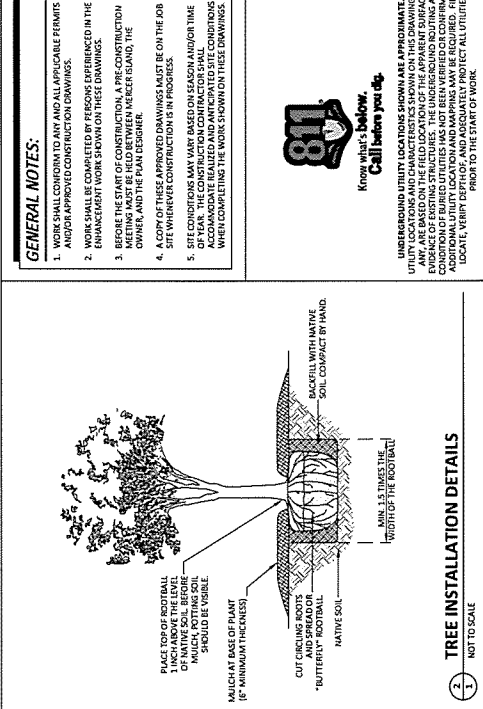 GENERAL NOTES:
1. WORK SHALL CONFORM TO ANY AND ALL APPLICABLE PERMITS
AND/OR APPROVED CONSTRUCTION DRAWINGS.
2. WORK SHALL BE COMPLETED BY PERSONS EXPERIENCED IN THE
ENHANCEMENT WORK SHOWN ON THESE DRAWINGS.
3. BEFORE THE START OF CONSTRUCTION, A PRE-CONSTRUCTION
MEETING MUST BE HELD BETWEEN MERCER ISLAND, THE
OWNER, AND THE PLAN DESIGNER.
4. A COPY OF THESE APPROVED DRAWINGS MUST BE ON THE JOB
SITE WHENEVER CONSTRUCTION IS IN PROGRESS.
5. SITE CONDITIONS MAY VARY BASED ON SEASON AND/OR TIME
OF YEAR. THE CONSTRUCTION CONTRACTOR SHALL
ACCOMMODATE REALIZED AND ANTICIPATED SITE CONDITIONS
WHEN COMPLETING THE WORK SHOWN ON THESE DRAWINGS.
811
Know what's below.
Call before you dig.
UNDERGROUND UTILITY LOCATIONS SHOWN ARE APPROXIMATE.
UTILITY LOCATIONS AND CHARACTERISTICS SHOWN ON THIS DRAWING
ANY, ARE BASED ON THE FIELD LOCATION OF THE APPARENT SURFAC
EVIDENCE OF EXISTING STRUCTURES. THE UNDERGROUND ROUTING A
CONDITION OF BURIED UTILITIES HAS NOT BEEN VERIFIED OR CONFIRM
ADDITIONAL UTILITY LOCATION AND MAPPING MAY BE REQUIRED. FI
LOCATE, VERIFY DEPTH OF, AND ADEQUATELY PROTECT ALL UTILITIE
PRIOR TO THE START OF WORK.
PLACE TOP OF ROOTBALL
1 INCH ABOVE THE LEVEL
OF NATIVE SOIL. BEFORE
MULCH, POTTING SOIL
SHOULD BE VISIBLE.
MULCH AT BASE OF PLANT
(6" MINIMUM THICKNESS)
CUT CIRCLING ROOTS
AND SPREAD OR
"BUTTERFLY" ROOTBALL.
NATIVE SOIL
BACKFILL WITH NATIVE
SOIL. COMPACT BY HAND.
MIN. 1.5 TIMES THE
WIDTH OF THE ROOTBALL
2
1
TREE INSTALLATION DETAILS
NOT TO SCALE